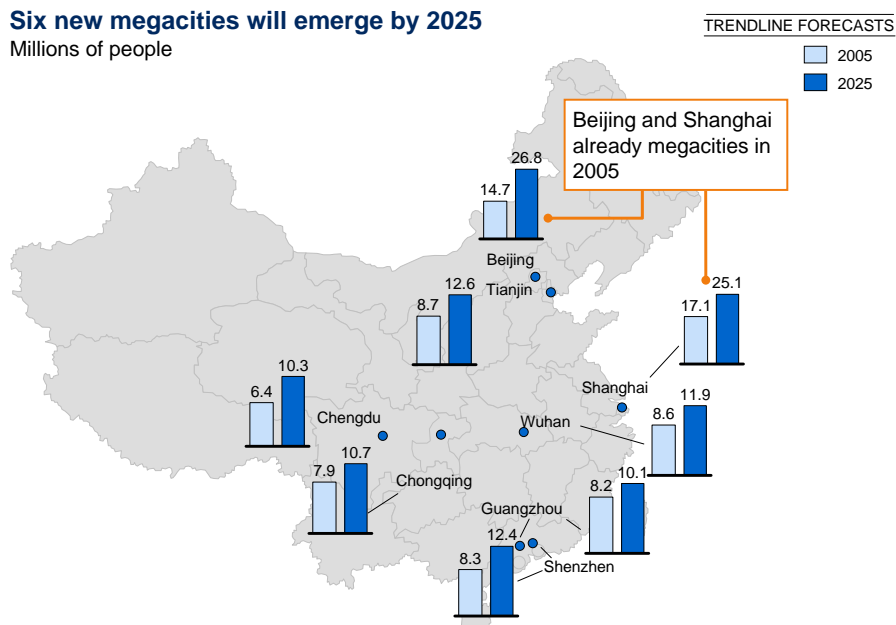 Six new megacities will emerge by 2025
Millions of people
TRENDLINE FORECASTS
2005
2025
Beijing and Shanghai
already megacities in
2005
14.7
26.8
Beijing
Tianjin
8.7
12.6
17.1
25.1
Shanghai
6.4
10.3
Chengdu
Wuhan
8.6
11.9
7.9
10.7
Chongqing
8.2
10.1
Guangzhou
8.3
12.4
Shenzhen